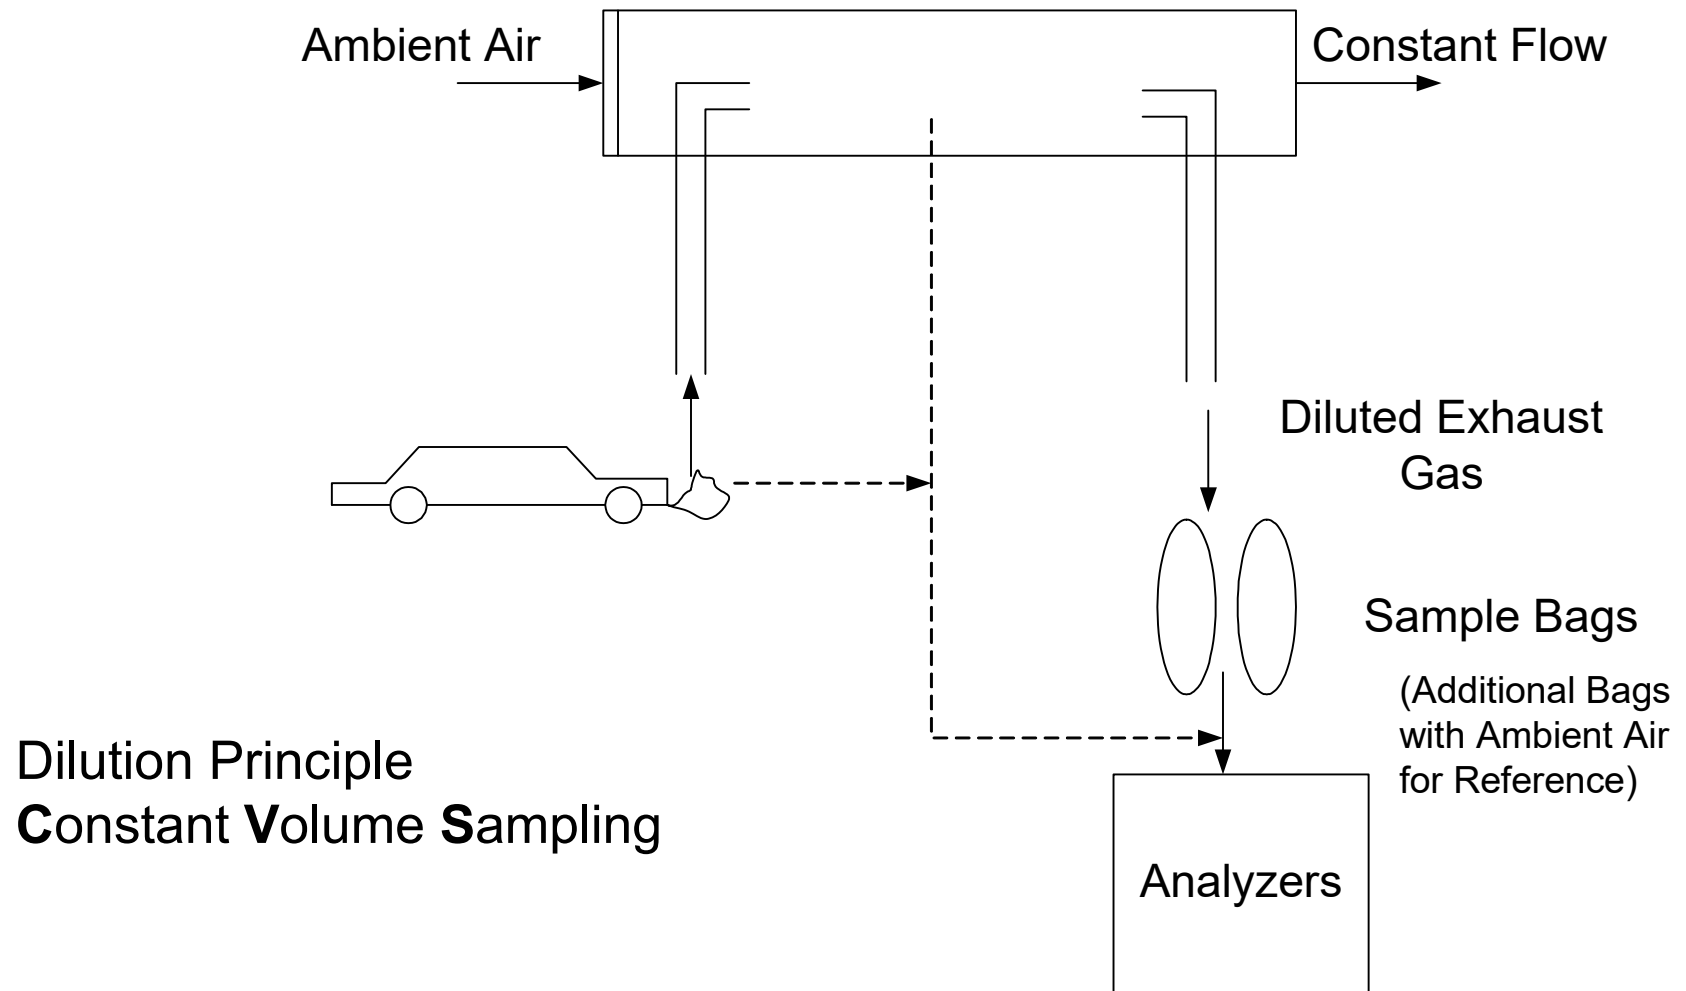 Ambient Air
Constant Flow
Diluted Exhaust
Gas
Sample Bags
(Additional Bags
with Ambient Air
for Reference)
Dilution Principle
Constant Volume Sampling
Analyzers